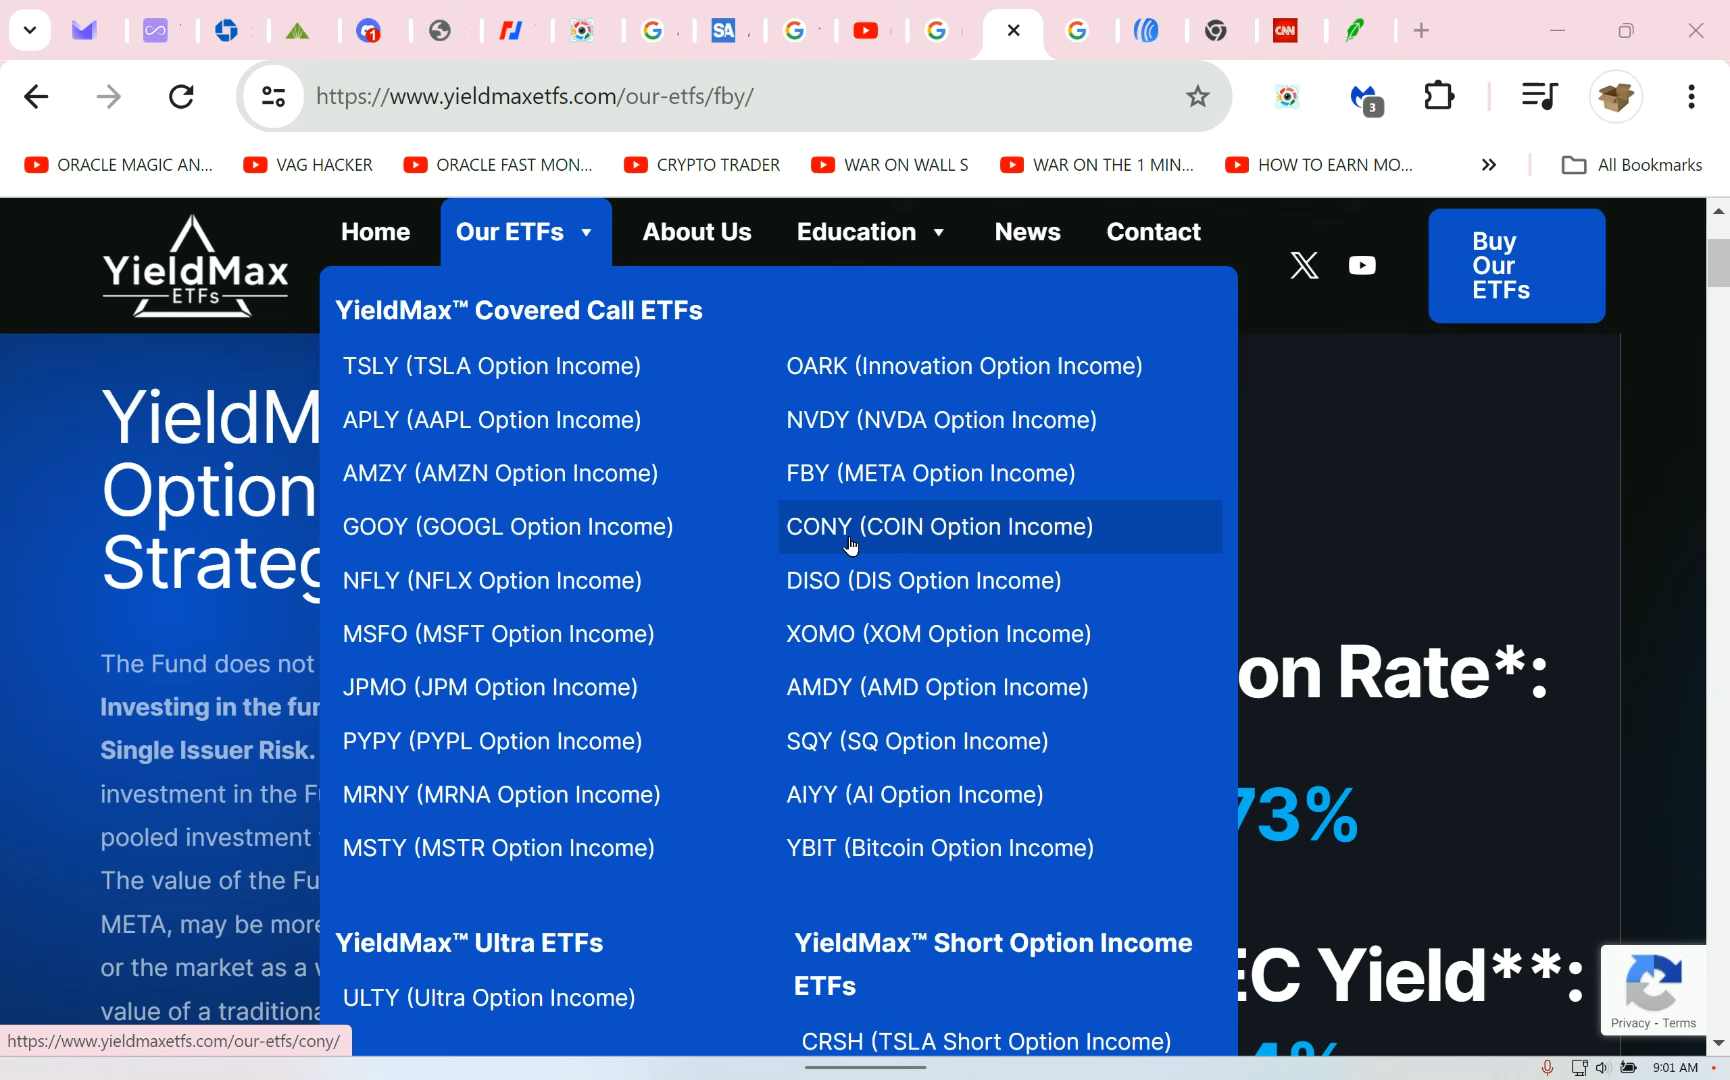 1
SA
CNN
https://www.yieldmaxetfs.com/our-etfs/fby/
3
ORACLE MAGIC AN...
VAG HACKER
ORACLE FAST MON...
CRYPTO TRADER
WAR ON WALL S
WAR ON THE 1 MIN...
HOW TO EARN MO...
All Bookmarks
YieldMax
ETFs
Home
Our ETFs
About Us
Education
News
Contact
Buy
Our
ETFs
YieldMax™ Covered Call ETFs
TSLY (TSLA Option Income)
OARK (Innovation Option Income)
APLY (AAPL Option Income)
NVDY (NVDA Option Income)
AMZY (AMZN Option Income)
FBY (META Option Income)
GOOY (GOOGL Option Income)
CONY (COIN Option Income)
NFLY (NFLX Option Income)
DISO (DIS Option Income)
MSFO (MSFT Option Income)
XOMO (XOM Option Income)
JPMO (JPM Option Income)
AMDY (AMD Option Income)
PYPY (PYPL Option Income)
SQY (SQ Option Income)
MRNY (MRNA Option Income)
AIYY (AI Option Income)
MSTY (MSTR Option Income)
YBIT (Bitcoin Option Income)
YieldMax™ Ultra ETFs
ULTY (Ultra Option Income)
YieldMax™ Short Option Income
ETFs
CRSH (TSLA Short Option Income)
YieldM
Option
Strateg
The Fund does not
Investing in the fur
Single Issuer Risk.
investment in the F
pooled investment
The value of the Fu
META, may be more
or the market as a
value of a traditiona
on Rate*:
73%
EC Yield**:
Privacy - Terms
https://www.yieldmaxetfs.com/our-etfs/cony/
9:01 AM